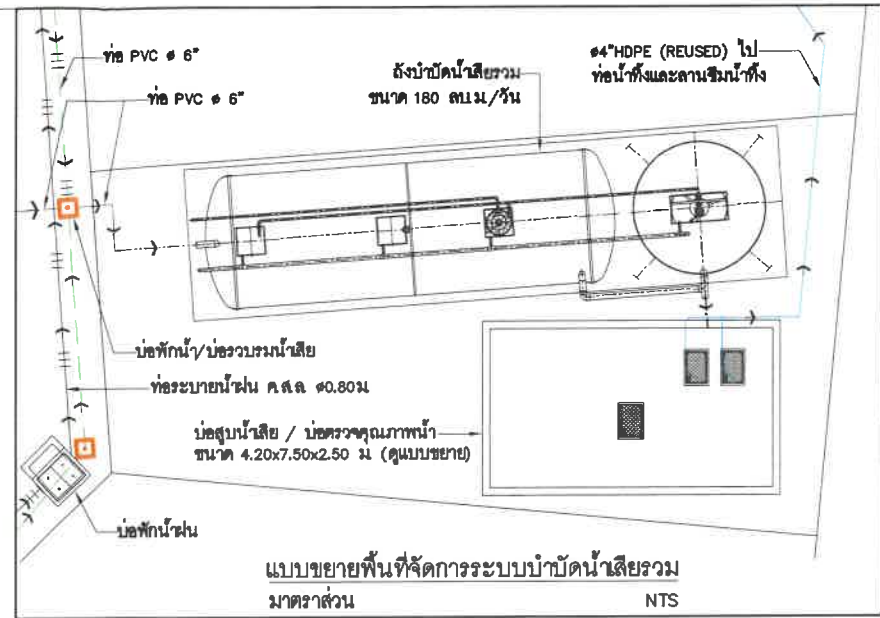 ท่อ PVC ø 6"
ท่อ PVC ø 6"
ถังบำบัดน้ำเสียรวม
ขนาด 180 ลบ.ม./วัน
ø4"HDPE (REUSED) ไป
ท่อน้ำทิ้งและลานซึมน้ำทิ้ง
บ่อพักน้ำ/บ่อรวบรมน้ำเสีย
ท่อระบายน้ำฝน ค.ส.ล. ø0.80ม
บ่อสูบน้ำเสีย / บ่อตรวจคุณภาพน้ำ
ขนาด 4.20x7.50x2.50 ม (ดูแบบขยาย)
บ่อพักน้ำฝน
แบบขยายพื้นที่จัดการระบบบำบัดน้ำเสียรวม
มาตราส่วน NTS